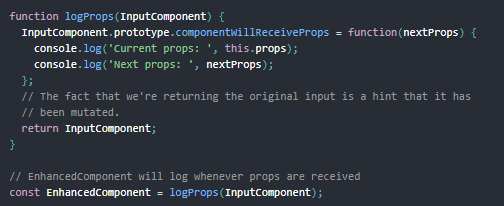 function logProps(InputComponent) {
  InputComponent.prototype.componentWillReceiveProps = function(nextProps) {
    console.log('Current props: ', this.props);
    console.log('Next props: ', nextProps);
  };
  // The fact that we're returning the original input is a hint that it has
  // been mutated.
  return InputComponent;
}

// EnhancedComponent will log whenever props are received
const EnhancedComponent = logProps(InputComponent);